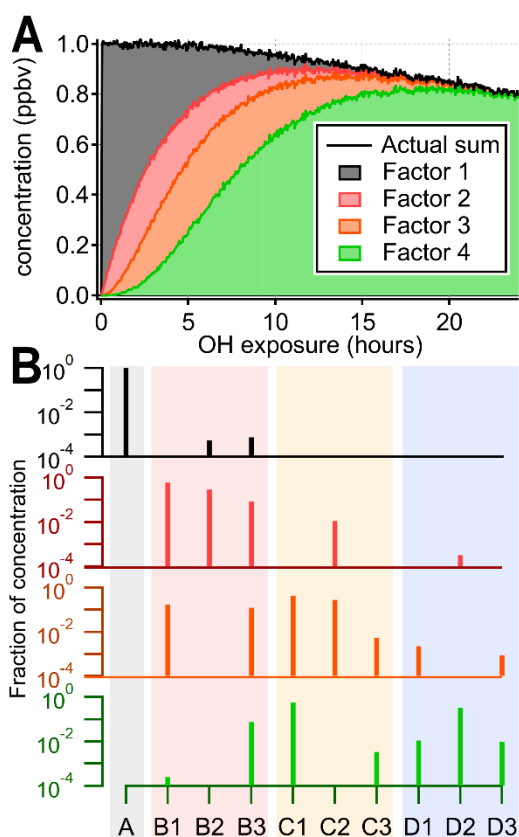 A
concentration (ppbv)
1.0
0.8
0.6
0.4
0.2
0.0
Actual sum
Factor 1
Factor 2
Factor 3
Factor 4
0 5 10 15 20
OH exposure (hours)
B
Fraction of concentration
10^0
10^-2
10^-4
10^0
10^-2
10^-4
10^0
10^-2
10^-4
10^0
10^-2
10^-4
A B1 B2 B3 C1 C2 C3 D1 D2 D3